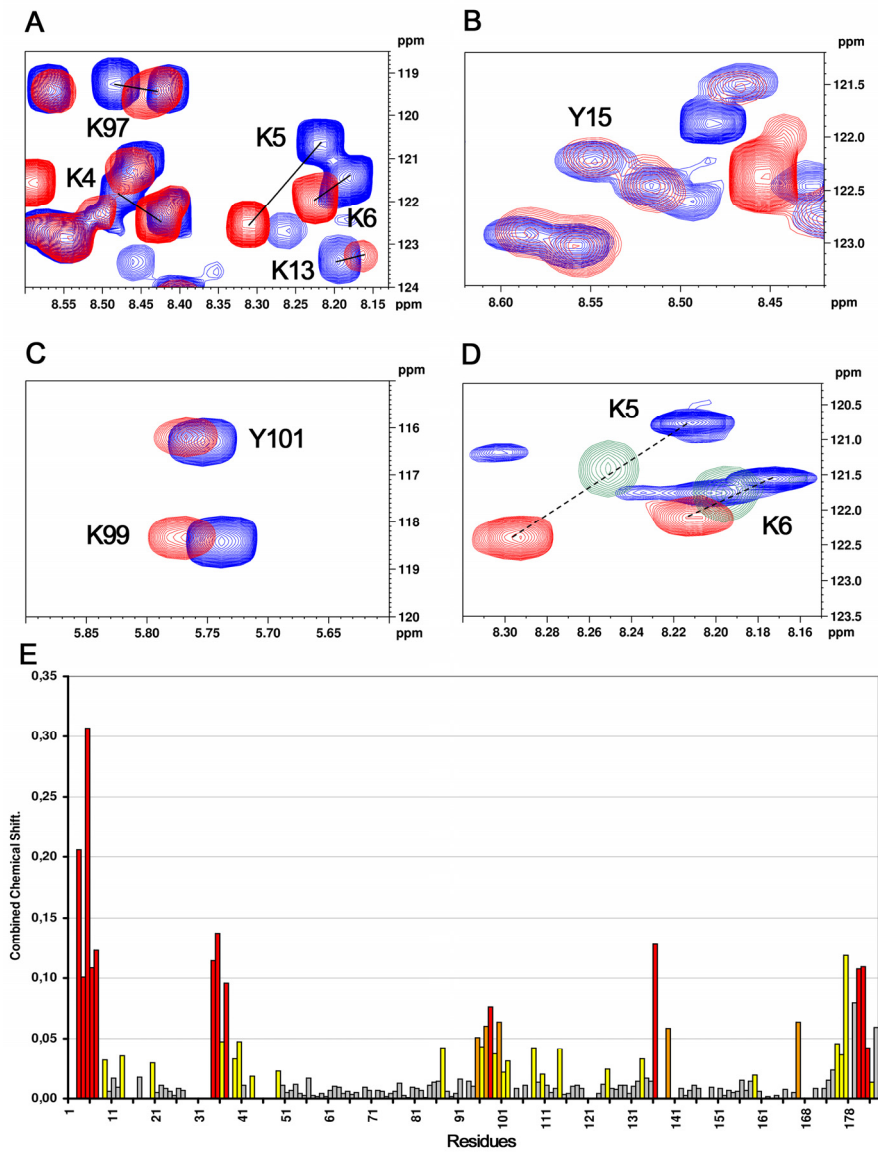 A
B
ppm
119
120
121
122
123
124
K97
K4
K5
K6
K13
8.55 8.50 8.45 8.40 8.35 8.30 8.25 8.20 8.15 ppm
ppm
121.5
122.0
122.5
123.0
Y15
8.60 8.55 8.50 8.45 ppm
C
D
ppm
116
117
118
119
120
Y101
K99
5.85 5.80 5.75 5.70 5.65 ppm
ppm
120.5
121.0
121.5
122.0
122.5
123.0
123.5
K5
K6
8.30 8.28 8.26 8.24 8.22 8.20 8.18 8.16 ppm
E
Combined Chemical Shift.
0,35
0,30
0,25
0,20
0,15
0,10
0,05
0,00
1 11 21 31 41 51 61 71 81 91 101 111 121 131 141 151 161 168 178
Residues